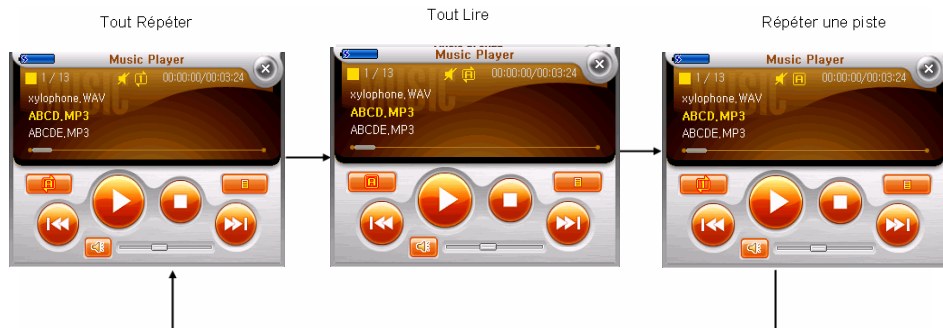 Tout Répéter
Tout Lire
Répéter une piste
Music Player
1 / 13
00:00:00/00:03:24
xylophone.WAV
ABCD.MP3
ABCDE.MP3
Music Player
1 / 13
A
00:00:00/00:03:24
xylophone.WAV
ABCD.MP3
ABCDE.MP3
A
Music Player
1 / 13
A
00:00:00/00:03:24
xylophone.WAV
ABCD.MP3
ABCDE.MP3